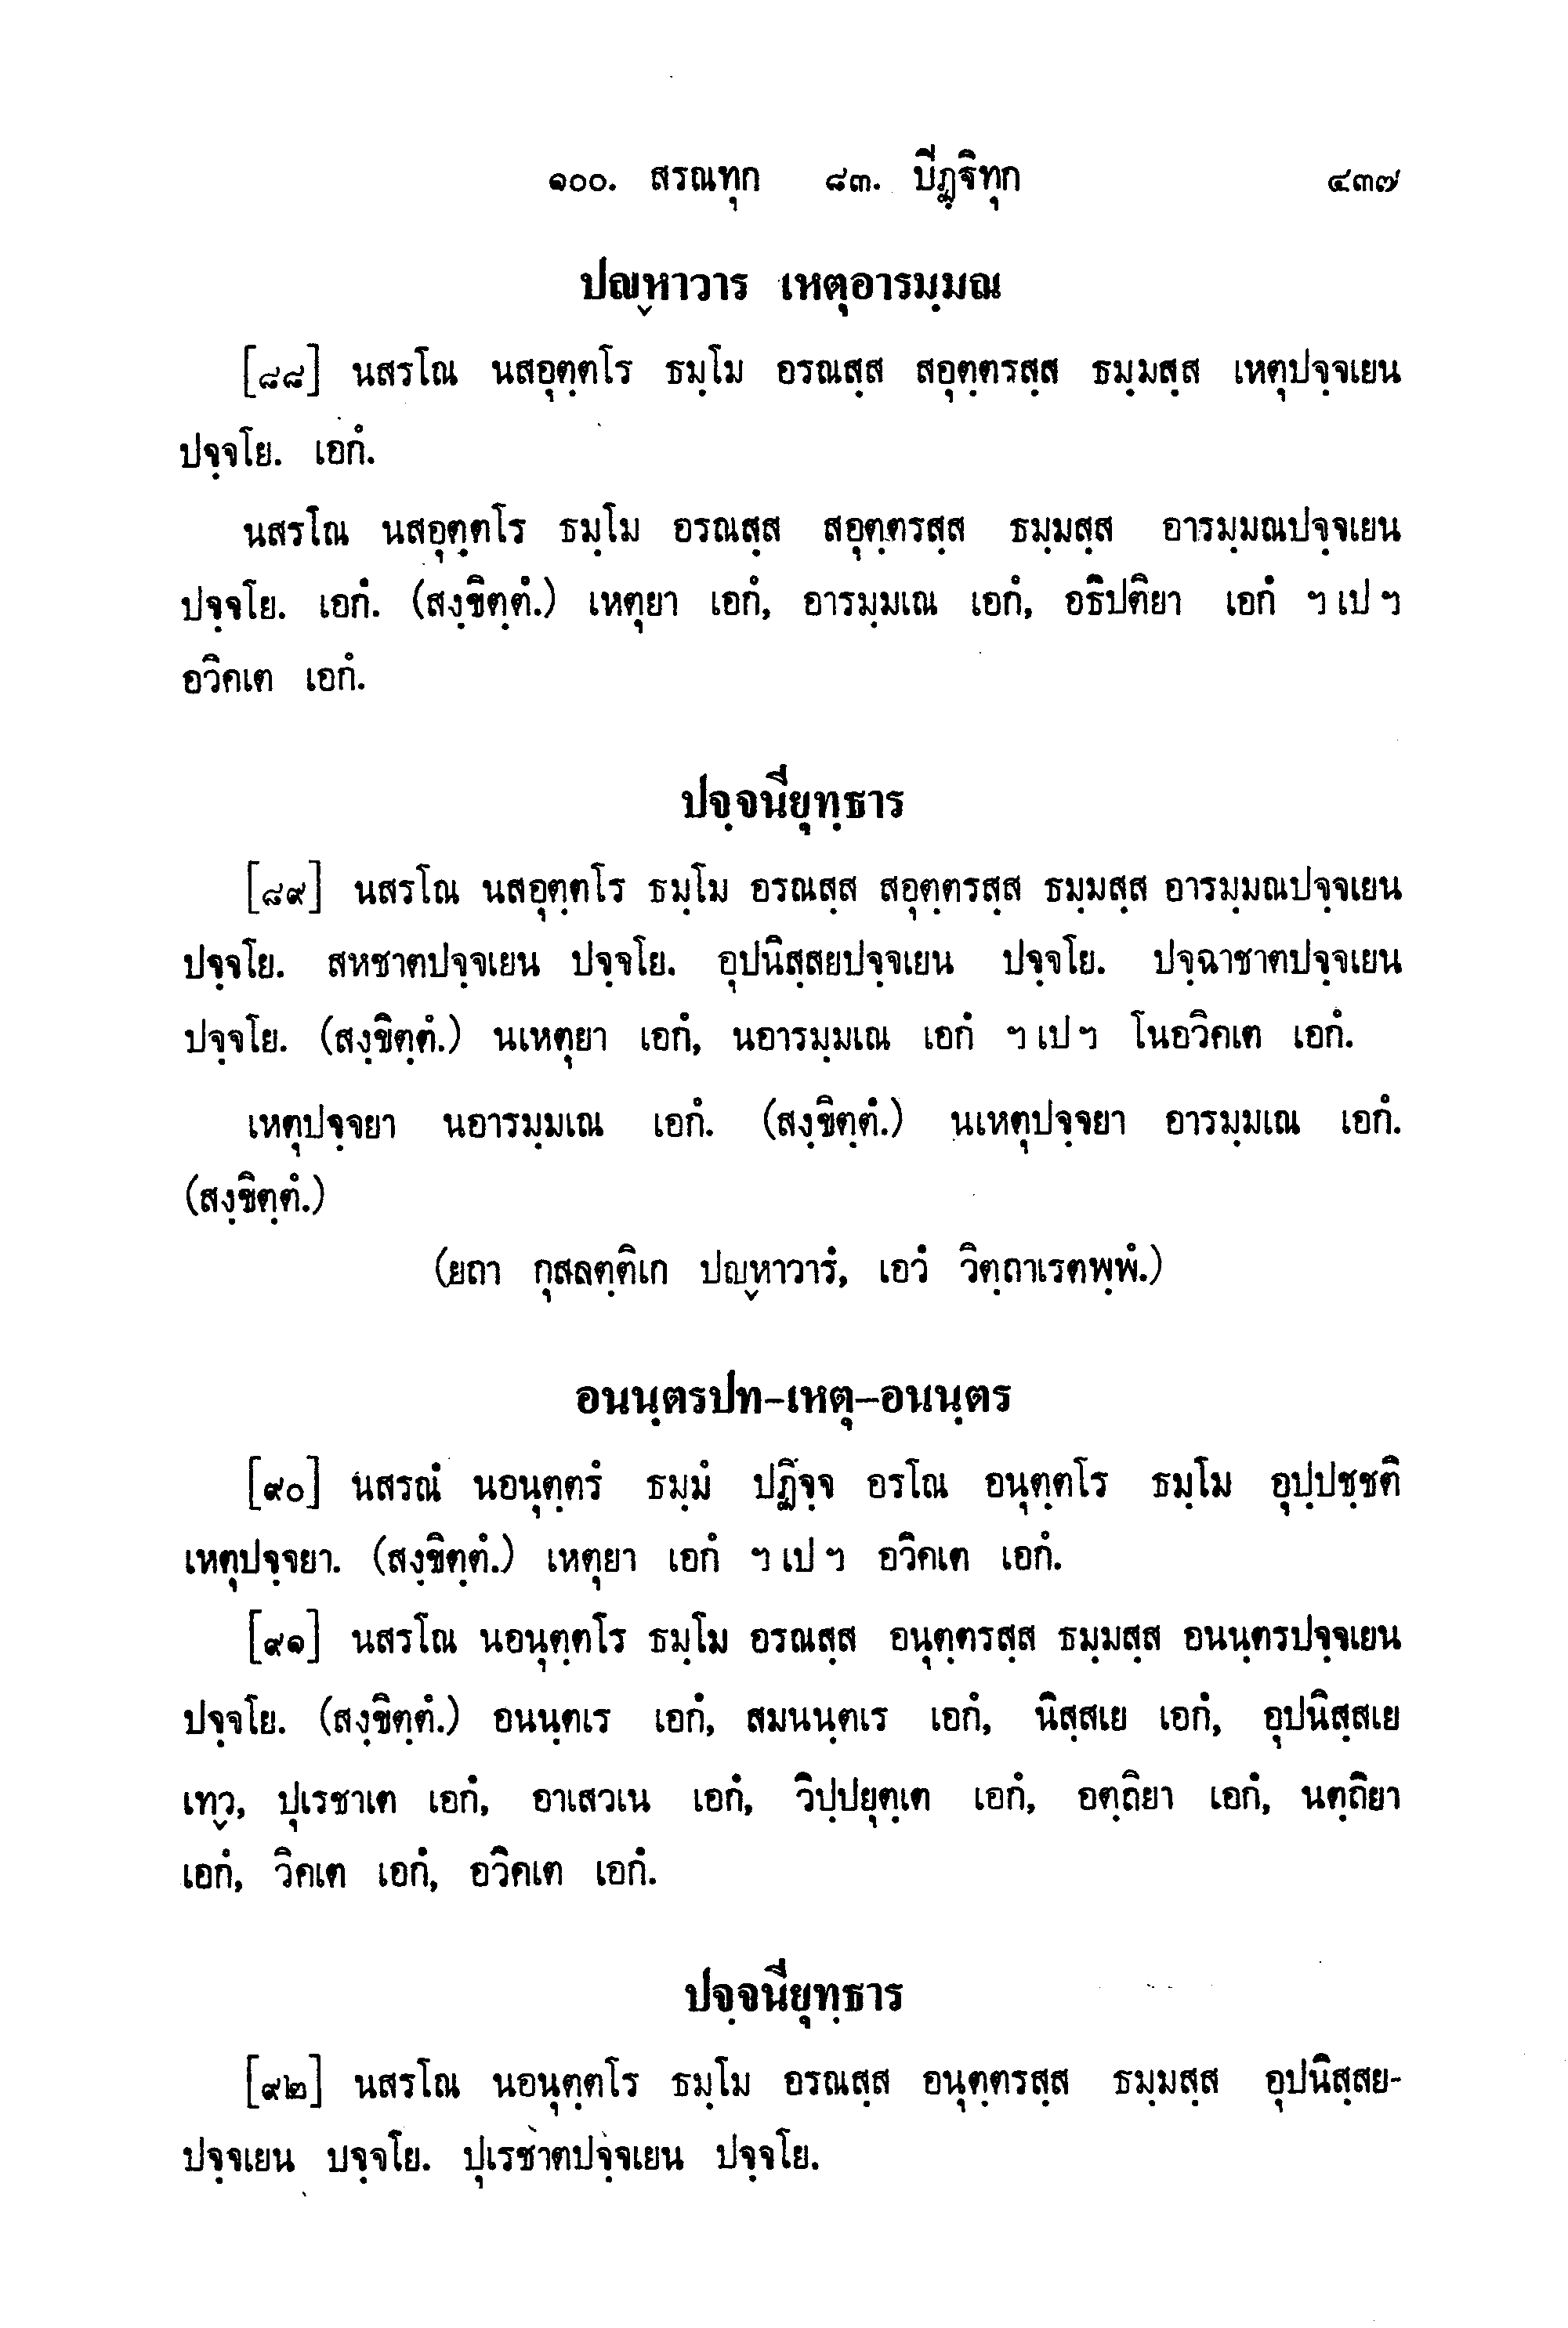 ๑๐๐. สรณทุก ๘๓. ปิฏฺฐิทุก ๔๓๗
ปญฺหาวาร เหตุอารมฺมณ
[๘๘] นสรโณ นสอุตฺตโร ธมฺโม อรณสฺส สอุตฺตรสฺส ธมฺมสฺส เหตุปจฺจเยน
ปจฺจโย. เอกํ.
นสรโณ นสอุตฺตโร ธมฺโม อรณสฺส สอุตฺตรสฺส ธมฺมสฺส อารมฺมณปจฺจเยน
ปจฺจโย. เอกํ. (สงฺขิตฺตํ.) เหตุยา เอกํ, อารมฺมเณ เอกํ, อธิปติยา เอกํ ฯ เป ฯ
อวิคเต เอกํ.
ปจฺจนียุทฺธาร
[๘๙] นสรโณ นสอุตฺตโร ธมฺโม อรณสฺส สอุตฺตรสฺส ธมฺมสฺส อารมฺมณปจฺจเยน
ปจฺจโย. สหชาตปจฺจเยน ปจฺจโย. อุปนิสฺสยปจฺจเยน ปจฺจโย. ปจฺฉาชาตปจฺจเยน
ปจฺจโย. (สงฺขิตฺตํ.) นเหตุยา เอกํ, นอารมฺมเณ เอกํ ฯ เป ฯ โนอวิคเต เอกํ.
เหตุปจฺจยา นอารมฺมเณ เอกํ. (สงฺขิตฺตํ.) นเหตุปจฺจยา อารมฺมเณ เอกํ.
(สงฺขิตฺตํ.)
(ยถา กุสลตฺติเก ปญฺหาวารํ, เอวํ วิตฺถาเรตพฺพํ.)
อนนฺตรปท-เหตุ-อนนฺตร
[๙๐] นสรณํ นอนุตฺตรํ ธมฺมํ ปฏิจฺจ อรโณ อนุตฺตโร ธมฺโม อุปฺปชฺชติ
เหตุปจฺจยา. (สงฺขิตฺตํ.) เหตุยา เอกํ ฯ เป ฯ อวิคเต เอกํ.
[๙๑] นสรโณ นอนุตฺตโร ธมฺโม อรณสฺส อนุตฺตรสฺส ธมฺมสฺส อนนฺตรปจฺจเยน
ปจฺจโย. (สงฺขิตฺตํ.) อนนฺตเร เอกํ, สมนนฺตเร เอกํ, นิสฺสเย เอกํ, อุปนิสฺสเย
เทฺว, ปุเรชาเต เอกํ, อาเสวเน เอกํ, วิปฺปยุตฺเต เอกํ, อตฺถิยา เอกํ, นตฺถิยา
เอกํ, วิคเต เอกํ, อวิคเต เอกํ.
ปจฺจนียุทฺธาร
[๙๒] นสรโณ นอนุตฺตโร ธมฺโม อรณสฺส อนุตฺตรสฺส ธมฺมสฺส อุปนิสฺสย-
ปจฺจเยน ปจฺจโย. ปุเรชาตปจฺจเยน ปจฺจโย.